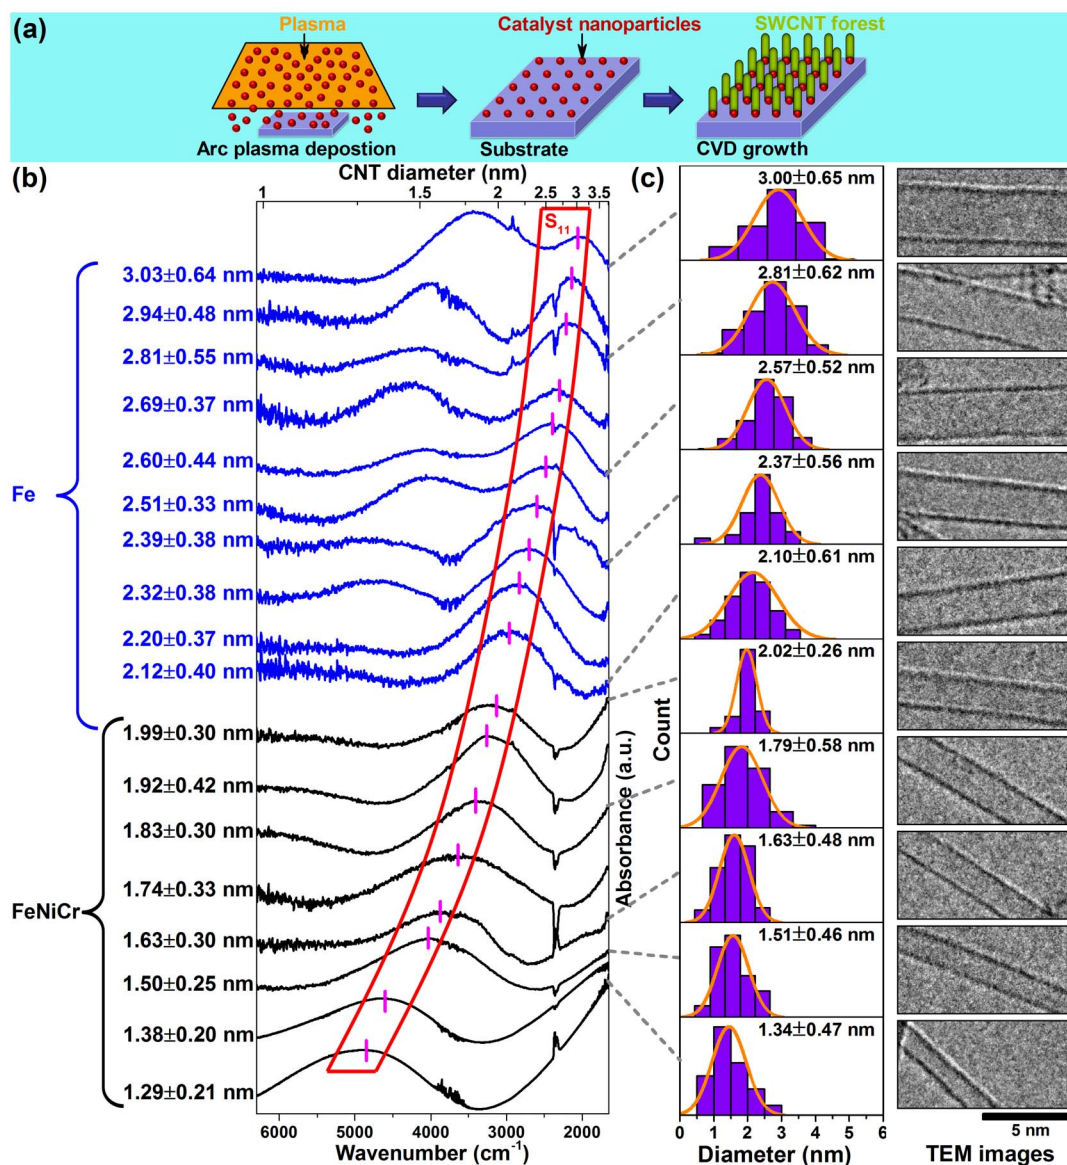 (a)
Plasma
Catalyst nanoparticles
SWCNT forest
Arc plasma depostion
Substrate
CVD growth
(b)
CNT diameter (nm)
1 1.5 2 2.5 3 3.5
S11
Fe
3.03±0.64 nm
2.94±0.48 nm
2.81±0.55 nm
2.69±0.37 nm
2.60±0.44 nm
2.51±0.33 nm
2.39±0.38 nm
2.32±0.38 nm
2.20±0.37 nm
2.12±0.40 nm
FeNiCr
1.99±0.30 nm
1.92±0.42 nm
1.83±0.30 nm
1.74±0.33 nm
1.63±0.30 nm
1.50±0.25 nm
1.38±0.20 nm
1.29±0.21 nm
6000 5000 4000 3000 2000
Wavenumber (cm⁻¹)
Absorbance (a.u.)
(c)
3.00±0.65 nm
2.81±0.62 nm
2.57±0.52 nm
2.37±0.56 nm
2.10±0.61 nm
2.02±0.26 nm
1.79±0.58 nm
1.63±0.48 nm
1.51±0.46 nm
1.34±0.47 nm
Count
0 1 2 3 4 5 6
Diameter (nm)
5 nm
TEM images